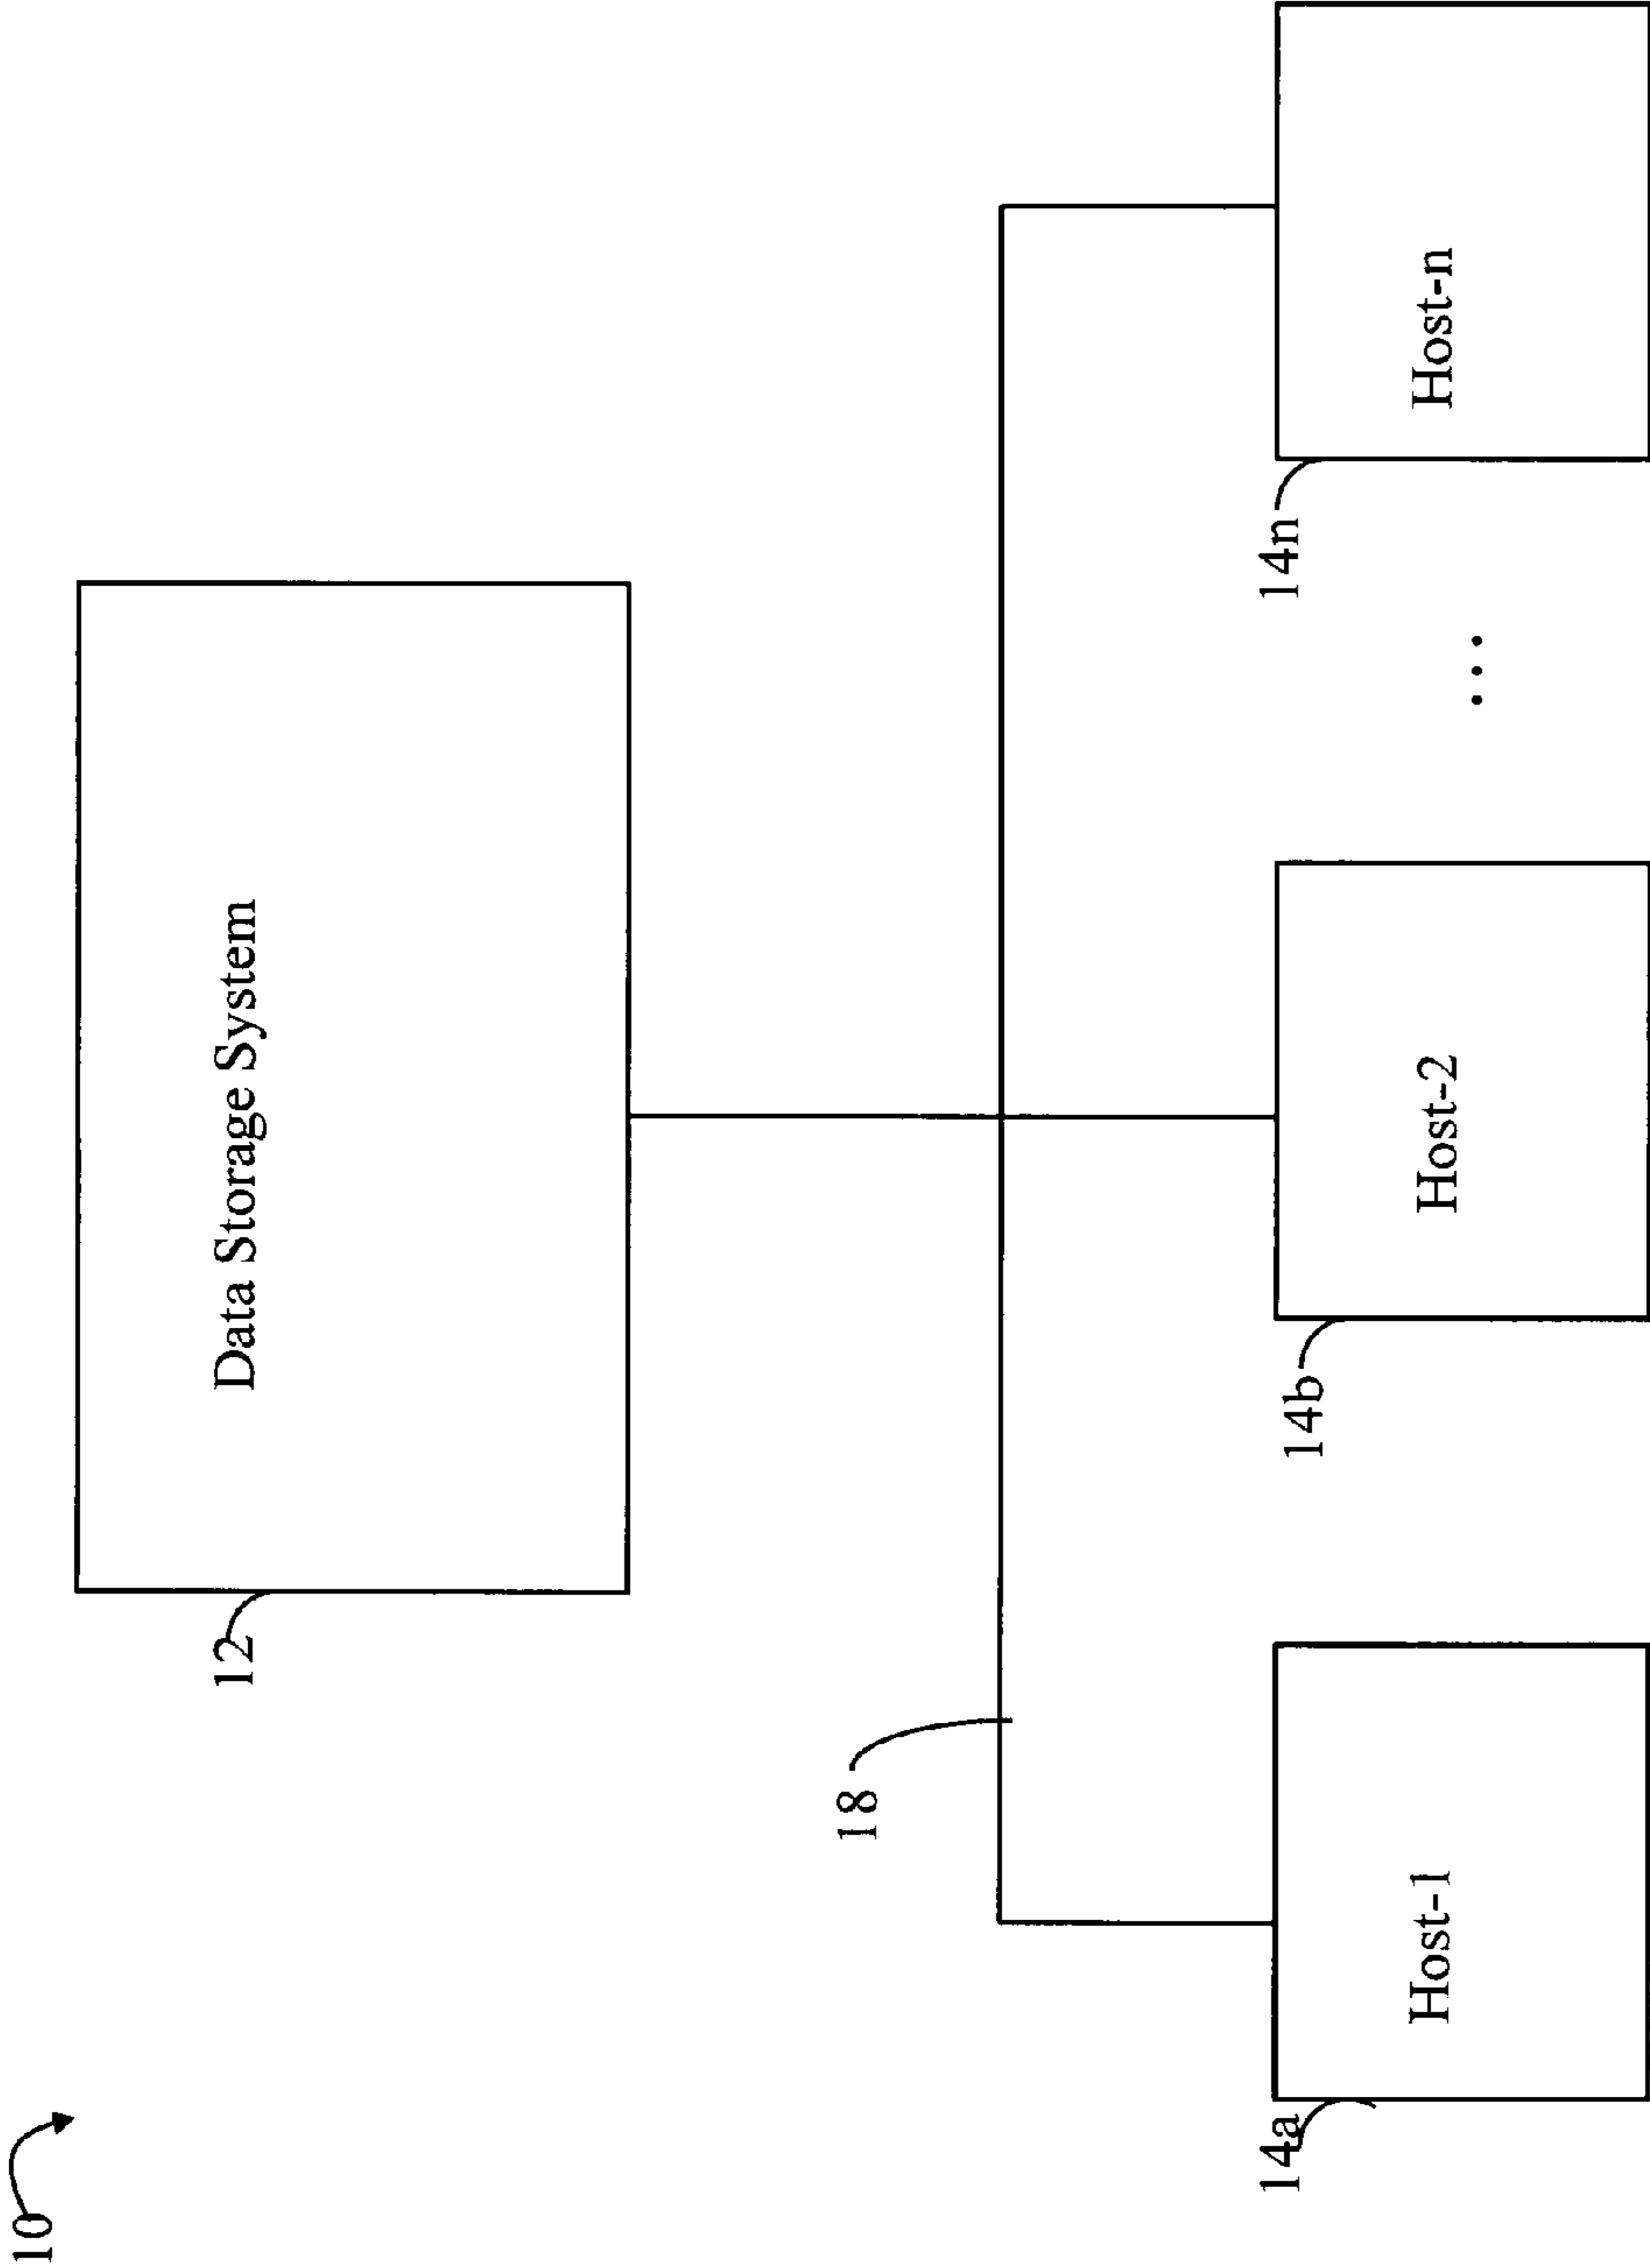 10
12
Data Storage System
18
14a
Host-1
14b
Host-2
...
14n
Host-n